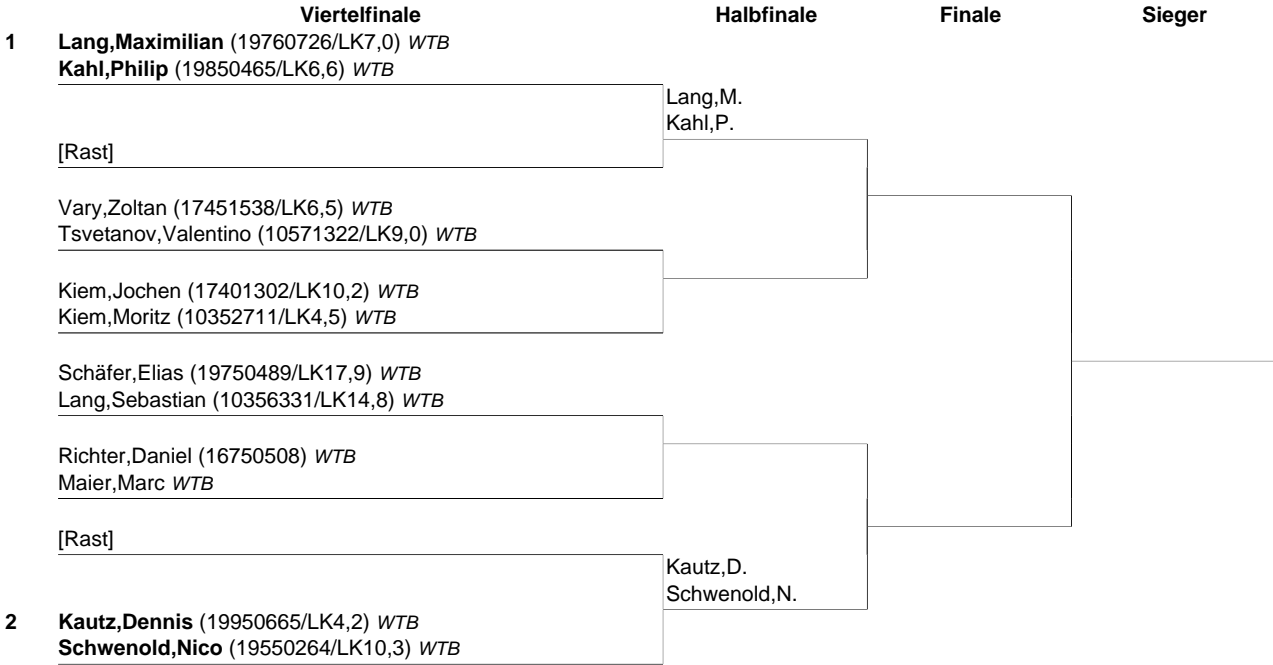 Viertelfinale Halbfinale Finale Sieger
1 Lang,Maximilian (19760726/LK7,0) WTB
Kahl,Philip (19850465/LK6,6) WTB
Lang,M.
Kahl,P.
[Rast]
Vary,Zoltan (17451538/LK6,5) WTB
Tsvetanov,Valentino (10571322/LK9,0) WTB
Kiem,Jochen (17401302/LK10,2) WTB
Kiem,Moritz (10352711/LK4,5) WTB
Schäfer,Elias (19750489/LK17,9) WTB
Lang,Sebastian (10356331/LK14,8) WTB
Richter,Daniel (16750508) WTB
Maier,Marc WTB
[Rast]
Kautz,D.
Schwenold,N.
2 Kautz,Dennis (19950665/LK4,2) WTB
Schwenold,Nico (19550264/LK10,3) WTB